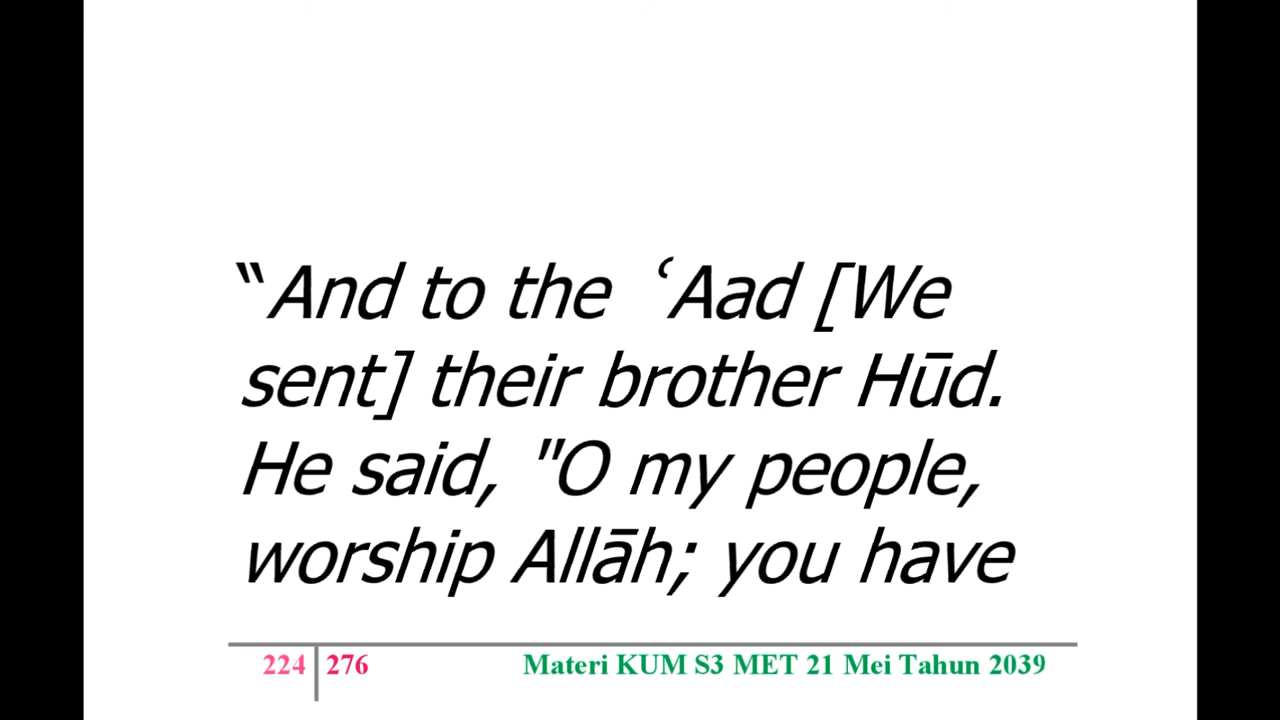 “And to the ʿAad [We
sent] their brother Hūd.
He said, "O my people,
worship Allāh; you have
224 276 Materi KUM S3 MET 21 Mei Tahun 2039